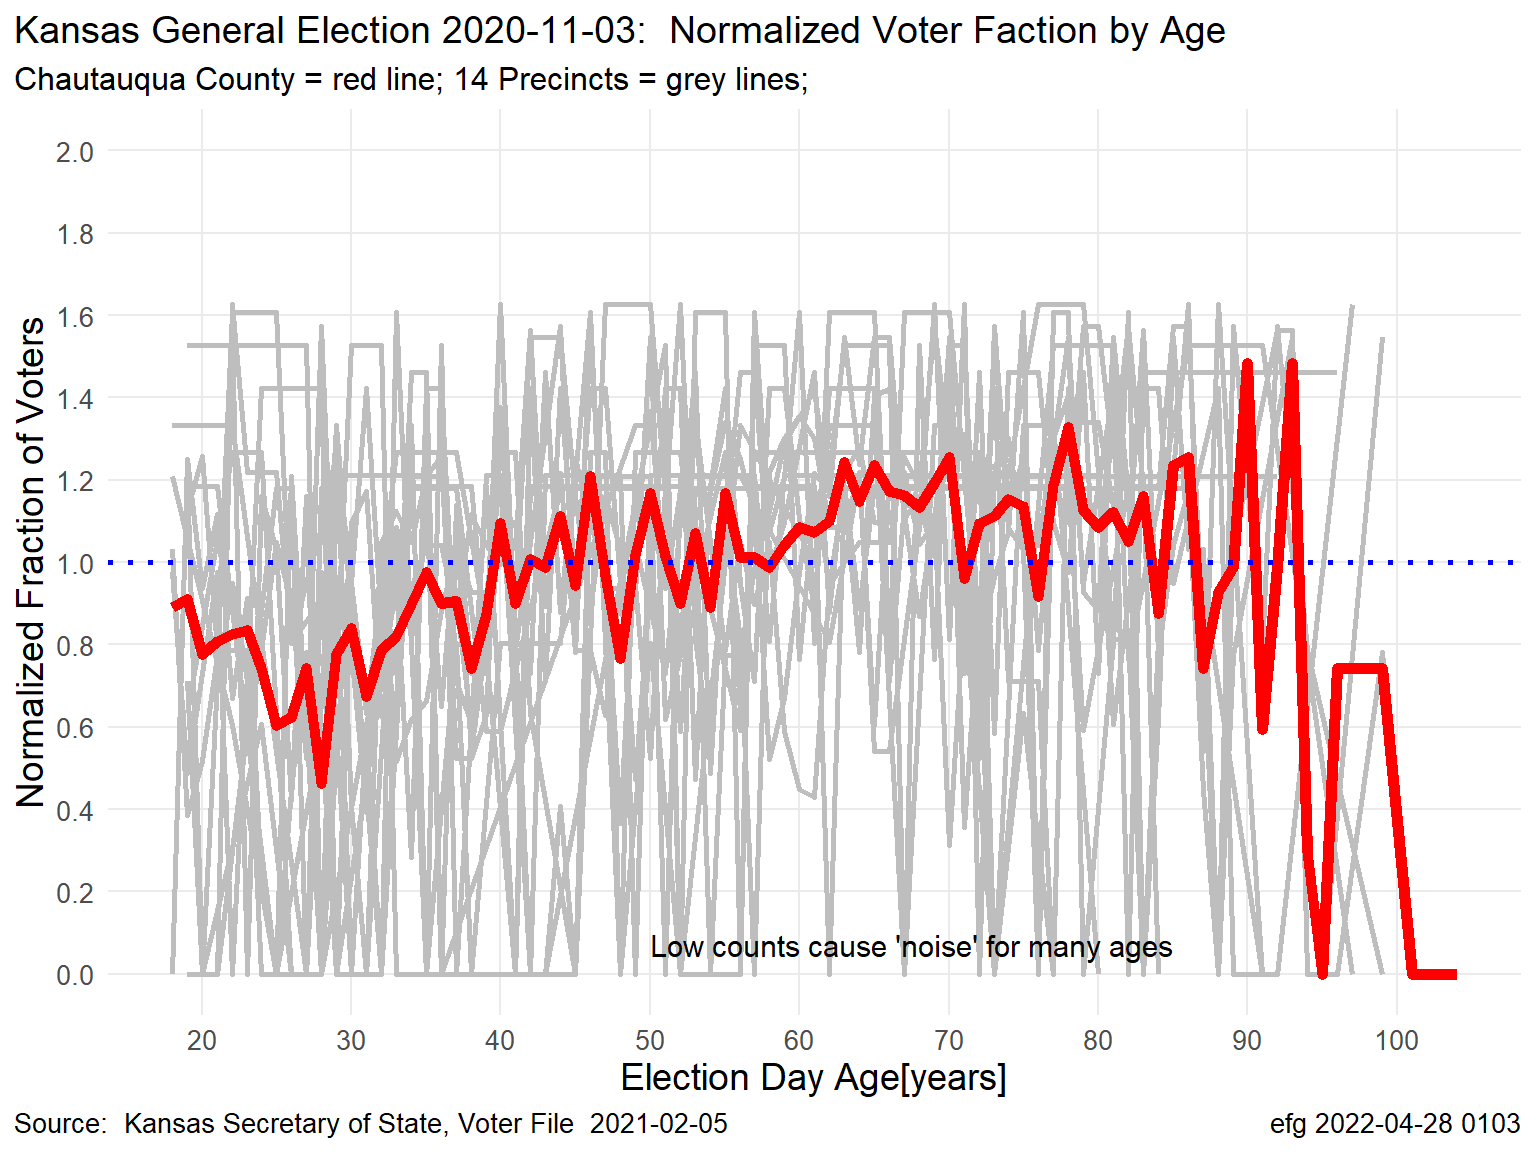 Kansas General Election 2020-11-03:  Normalized Voter Faction by Age
Chautauqua County = red line; 14 Precincts = grey lines;
Normalized Fraction of Voters
2.0
1.8
1.6
1.4
1.2
1.0
0.8
0.6
0.4
0.2
0.0
Low counts cause 'noise' for many ages
20 30 40 50 60 70 80 90 100
Election Day Age[years]
Source:  Kansas Secretary of State, Voter File  2021-02-05
efg 2022-04-28 0103